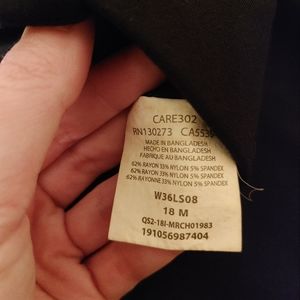 CARE302
RN130273 CA5539
MADE IN BANGLADESH
HECHO EN BANGLADESH
FABRIQUE AU BANGLADESH
62% RAYON 33% NYLON 5% SPANDEX
62% RAYON 33% NYLON 5% SPANDEX
62% RAYONNE 33% NYLON 5% SPANDEX
W36LS08
18 M
QS2-18I-MRCH01983
191056987404